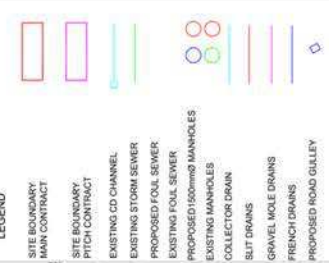 LEGEND
SITE BOUNDARY
MAIN CONTRACT
SITE BOUNDARY
PITCH CONTRACT
EXISTING CD CHANNEL
EXISTING STORM SEWER
PROPOSED FOUL SEWER
EXISTING FOUL SEWER
PROPOSED1500mmØ MANHOLES
EXISTING MANHOLES
COLLECTOR DRAIN
SLIT DRAINS
GRAVEL MOLE DRAINS
FRENCH DRAINS
PROPOSED ROAD GULLEY